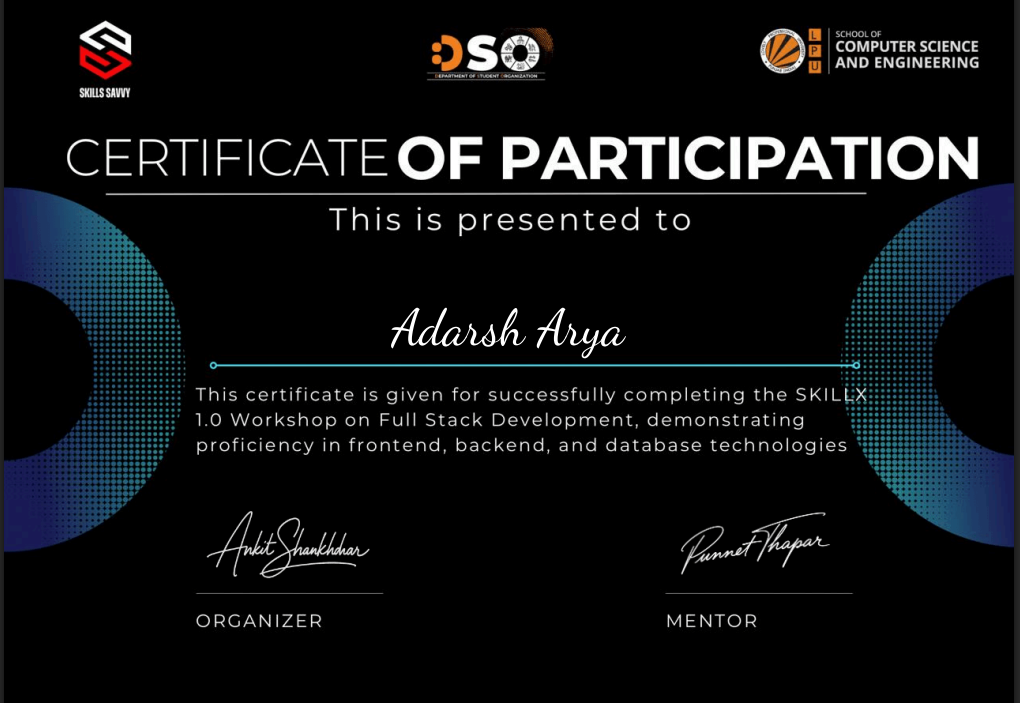 SKILLS SAVVY
DSO
DEPARTMENT OF STUDENT ORGANIZATION
LPU
SCHOOL OF
COMPUTER SCIENCE
AND ENGINEERING
CERTIFICATE OF PARTICIPATION
This is presented to
Adarsh Arya
This certificate is given for successfully completing the SKILLX
1.0 Workshop on Full Stack Development, demonstrating
proficiency in frontend, backend, and database technologies
Ankit Shankhdhar
Punnet Thapar
ORGANIZER
MENTOR